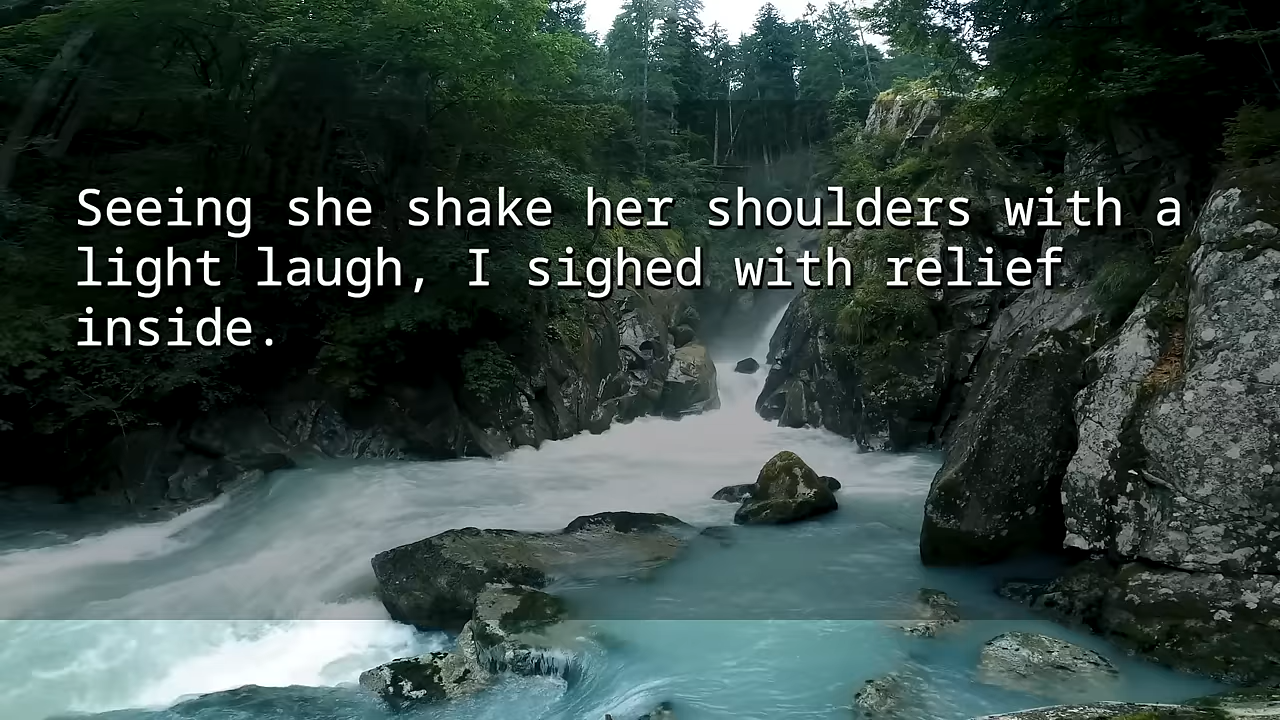 Seeing she shake her shoulders with a
light laugh, I sighed with relief
inside.